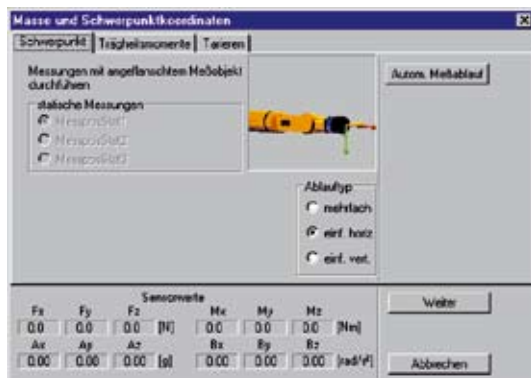 Masse und Schwerpunktkoordinaten
Schwerpunkt Trägheitsmomente Tarieren
Messungen mit angeflanschtem Meßobjekt
durchführen
Autom. Meßablauf
statische Messungen
MessposStat1
MessposStat2
MessposStat3
Ablauftyp
mehrfach
einf. horiz
einf. vert.
Sensorwerte
Fx Fy Fz Mx My Mz
0.0 0.0 0.0 [N] 0.0 0.0 0.0 [Nm]
Ax Ay Az Bx By Bz
0.00 0.00 0.00 [g] 0.00 0.00 0.00 [rad/s²]
Weiter
Abbrechen